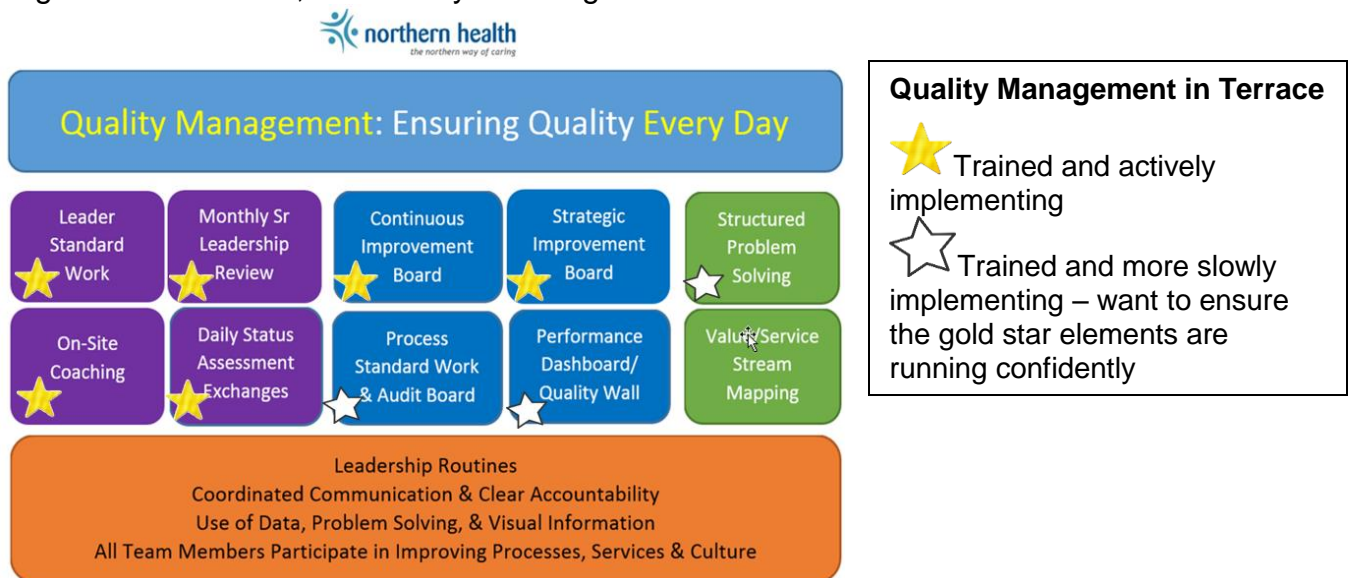 northern health
the northern way of caring
Quality Management: Ensuring Quality Every Day
Leader
Standard
Work
Monthly Sr
Leadership
Review
Continuous
Improvement
Board
Strategic
Improvement
Board
Structured
Problem
Solving
On-Site
Coaching
Daily Status
Assessment
Exchanges
Process
Standard Work
& Audit Board
Performance
Dashboard/
Quality Wall
Value/Service
Stream
Mapping
Leadership Routines
Coordinated Communication & Clear Accountability
Use of Data, Problem Solving, & Visual Information
All Team Members Participate in Improving Processes, Services & Culture
Quality Management in Terrace
Trained and actively
implementing
Trained and more slowly
implementing – want to ensure
the gold star elements are
running confidently